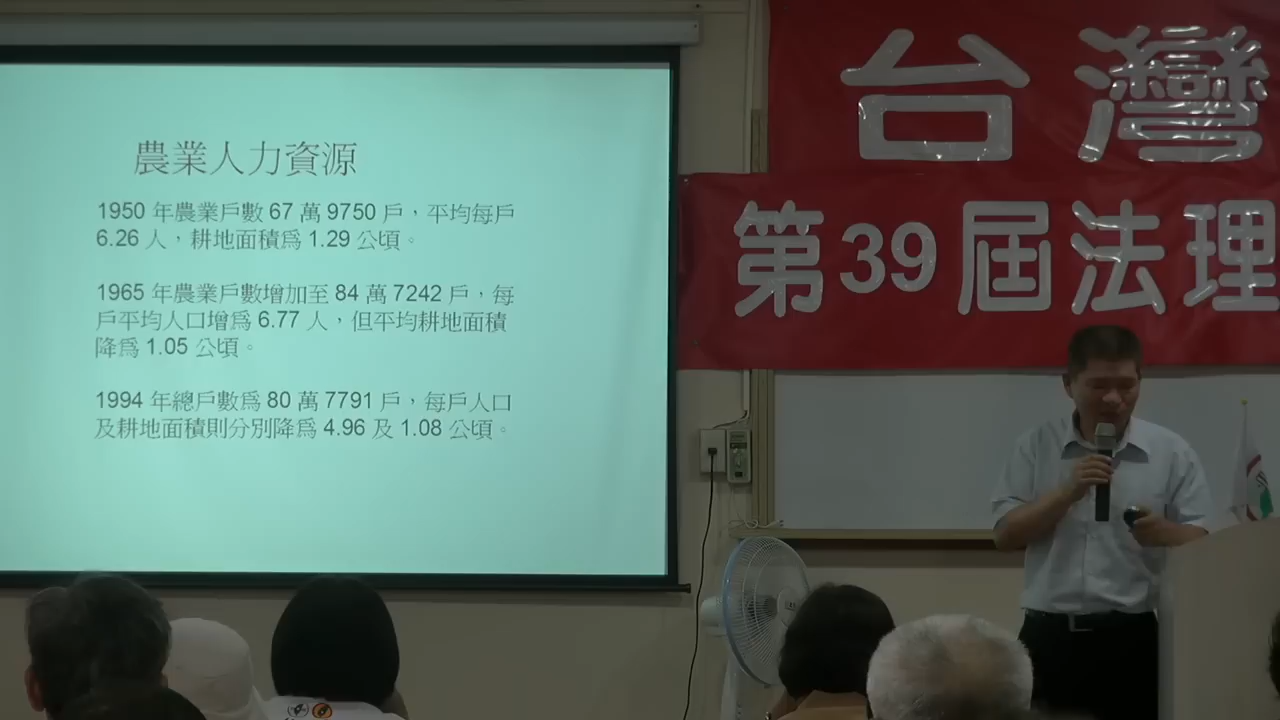 農業人力資源
1950 年農業戶數 67 萬 9750 戶，平均每戶
6.26 人，耕地面積為 1.29 公頃。
1965 年農業戶數增加至 84 萬 7242 戶，每
戶平均人口增為 6.77 人，但平均耕地面積
降為 1.05 公頃。
1994 年總戶數為 80 萬 7791 戶，每戶人口
及耕地面積則分別降為 4.96 及 1.08 公頃。
台灣
第39屆法理